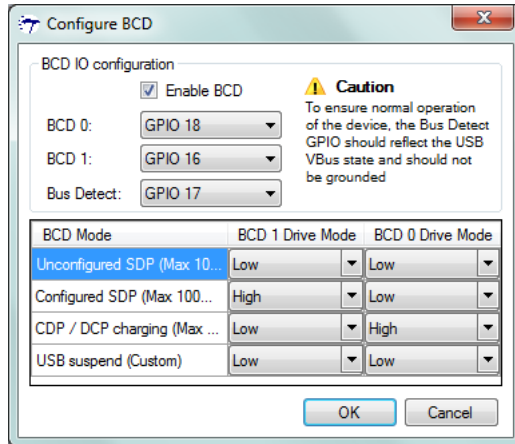 Configure BCD
BCD IO configuration
Enable BCD
BCD 0:
GPIO 18
BCD 1:
GPIO 16
Bus Detect:
GPIO 17
Caution
To ensure normal operation
of the device, the Bus Detect
GPIO should reflect the USB
VBus state and should not
be grounded
BCD Mode BCD 1 Drive Mode BCD 0 Drive Mode
Unconfigured SDP (Max 10... Low Low
Configured SDP (Max 100... High Low
CDP / DCP charging (Max ... Low High
USB suspend (Custom) Low Low
OK Cancel